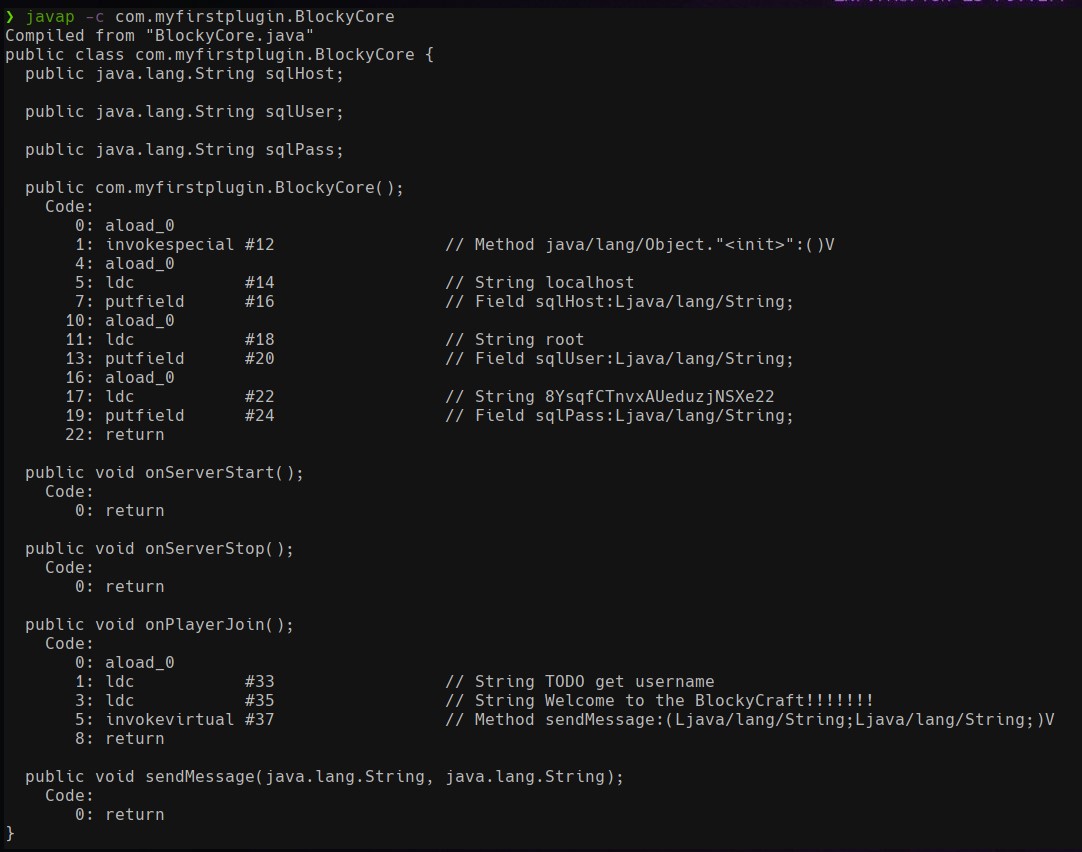 ❯ javap -c com.myfirstplugin.BlockyCore
Compiled from "BlockyCore.java"
public class com.myfirstplugin.BlockyCore {
  public java.lang.String sqlHost;

  public java.lang.String sqlUser;

  public java.lang.String sqlPass;

  public com.myfirstplugin.BlockyCore();
    Code:
       0: aload_0
       1: invokespecial #12                 // Method java/lang/Object."<init>":()V
       4: aload_0
       5: ldc           #14                 // String localhost
       7: putfield      #16                 // Field sqlHost:Ljava/lang/String;
      10: aload_0
      11: ldc           #18                 // String root
      13: putfield      #20                 // Field sqlUser:Ljava/lang/String;
      16: aload_0
      17: ldc           #22                 // String 8YsqfCTnvxAUeduzjNSXe22
      19: putfield      #24                 // Field sqlPass:Ljava/lang/String;
      22: return

  public void onServerStart();
    Code:
       0: return

  public void onServerStop();
    Code:
       0: return

  public void onPlayerJoin();
    Code:
       0: aload_0
       1: ldc           #33                 // String TODO get username
       3: ldc           #35                 // String Welcome to the BlockyCraft!!!!!!!
       5: invokevirtual #37                 // Method sendMessage:(Ljava/lang/String;Ljava/lang/String;)V
       8: return

  public void sendMessage(java.lang.String, java.lang.String);
    Code:
       0: return
}